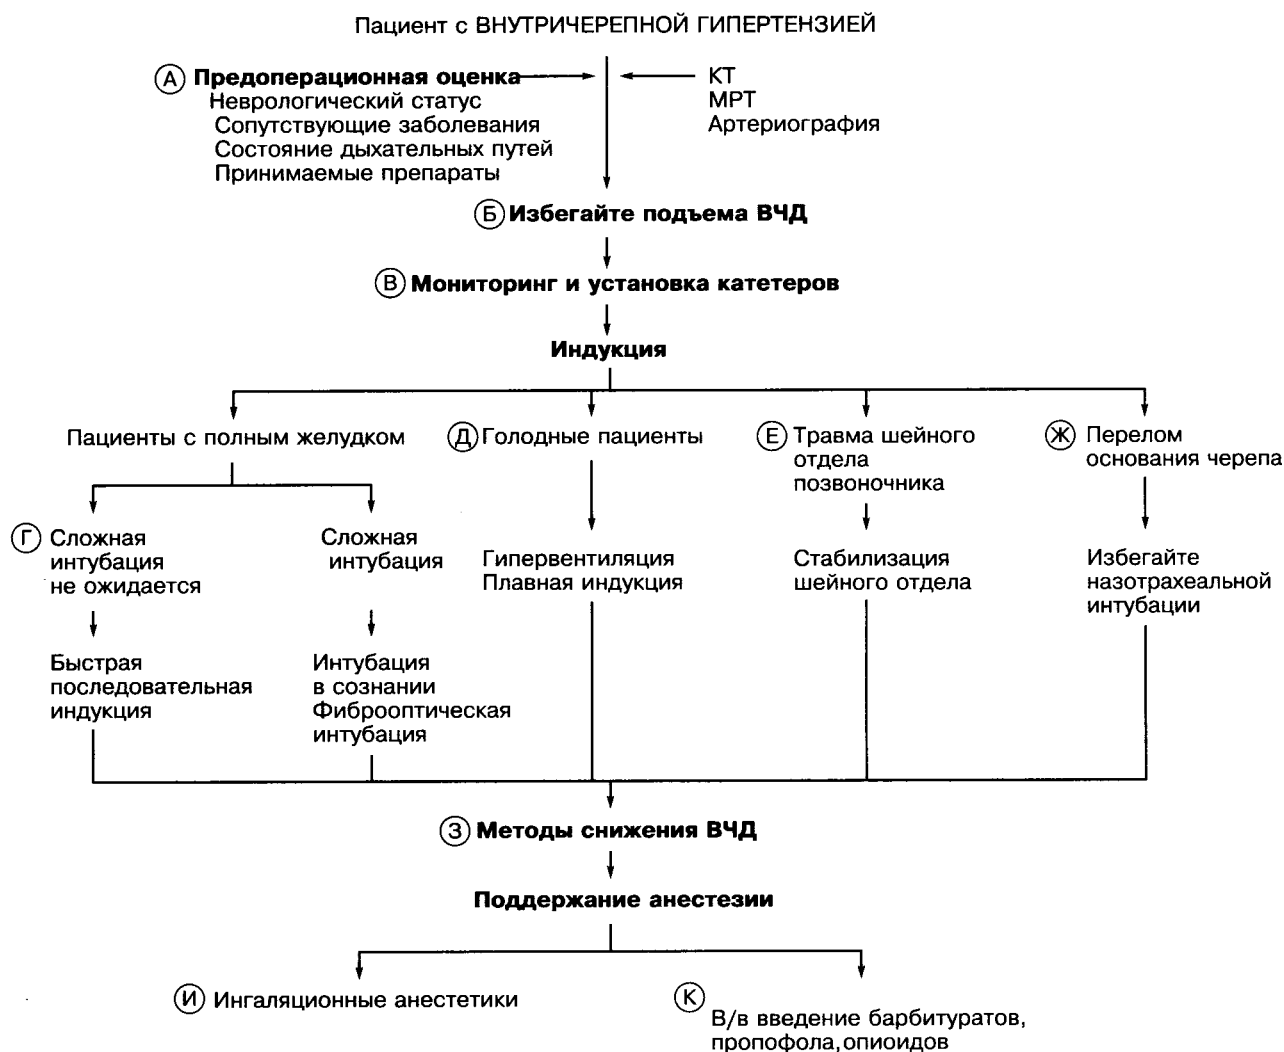 Пациент с ВНУТРИЧЕРЕПНОЙ ГИПЕРТЕНЗИЕЙ
А Предоперационная оценка
Неврологический статус
Сопутствующие заболевания
Состояние дыхательных путей
Принимаемые препараты
КТ
МРТ
Артериография
Б Избегайте подъема ВЧД
В Мониторинг и установка катетеров
Индукция
Пациенты с полным желудком
Д Голодные пациенты
Е Травма шейного
отдела
позвоночника
Ж Перелом
основания черепа
Г Сложная
интубация
не ожидается
Сложная
интубация
Гипервентиляция
Плавная индукция
Стабилизация
шейного отдела
Избегайте
назотрахеальной
интубации
Быстрая
последовательная
индукция
Интубация
в сознании
Фиброоптическая
интубация
З Методы снижения ВЧД
Поддержание анестезии
И Ингаляционные анестетики
К
В/в введение барбитуратов,
пропофола,опиоидов